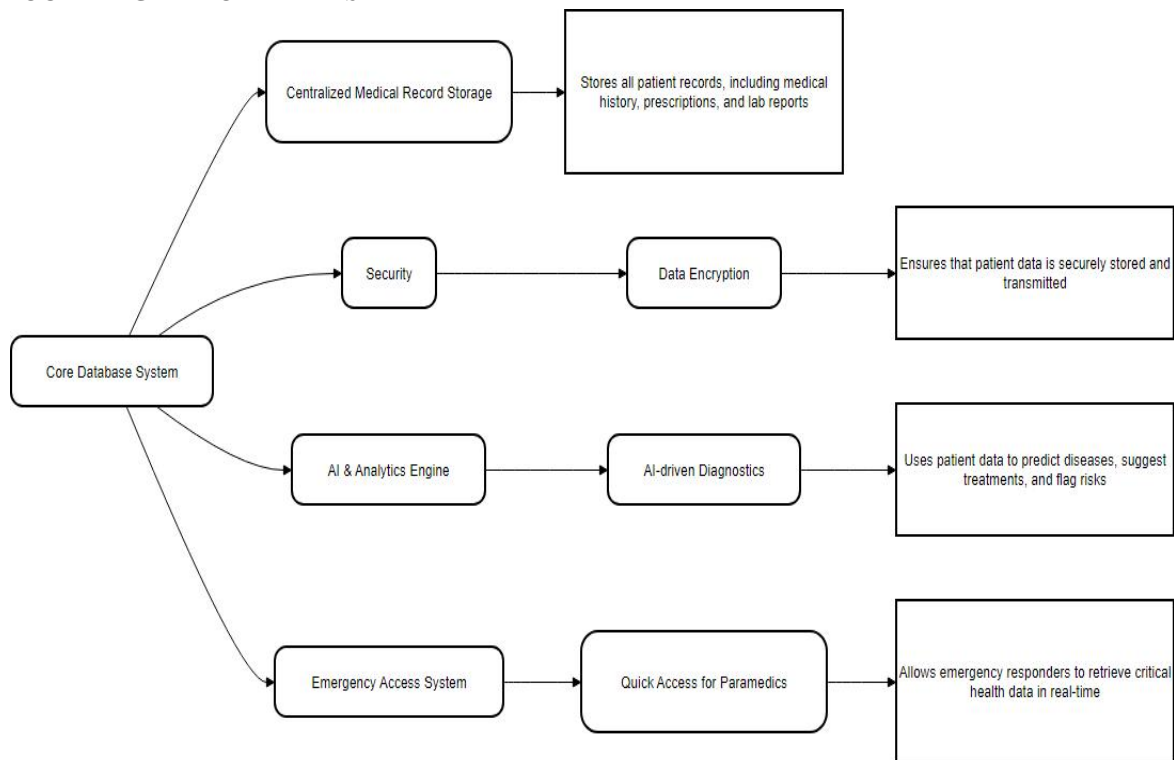 Centralized Medical Record Storage
Stores all patient records, including medical
history, prescriptions, and lab reports
Security
Data Encryption
Ensures that patient data is securely stored and
transmitted
Core Database System
AI & Analytics Engine
AI-driven Diagnostics
Uses patient data to predict diseases, suggest
treatments, and flag risks
Emergency Access System
Quick Access for Paramedics
Allows emergency responders to retrieve critical
health data in real-time